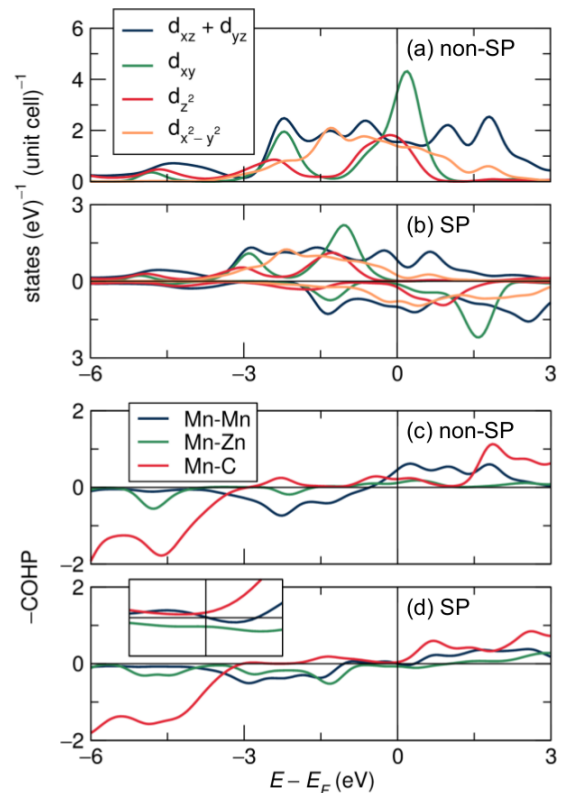 6
d_xz + d_yz
d_xy
d_z²
d_x²−y²
(a) non-SP
4
2
0
3
(b) SP
0
3
states (eV)⁻¹ (unit cell)⁻¹
−6
−3
0
3
2
Mn-Mn
Mn-Zn
Mn-C
(c) non-SP
0
−2
2
(d) SP
0
−2
−COHP
−6
−3
0
3
E − E_F (eV)